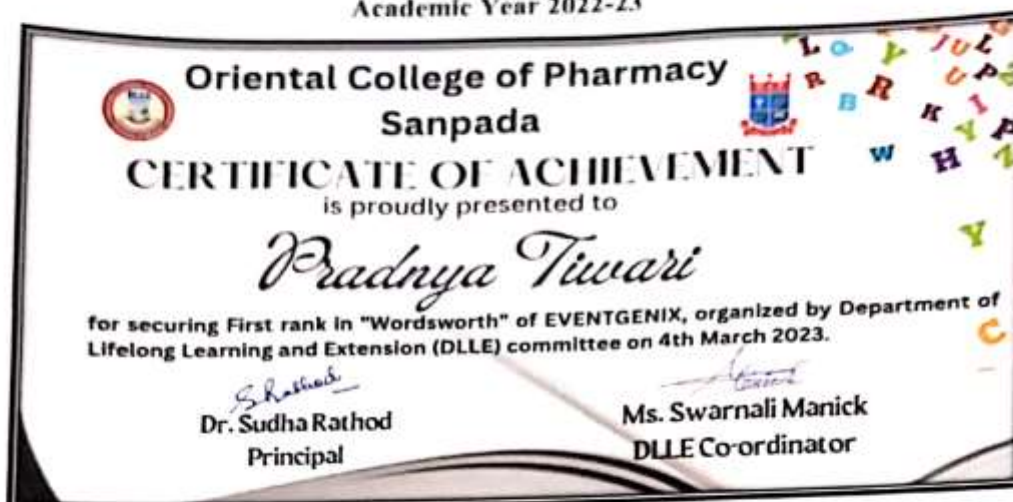 Academic Year 2022-23
Oriental College of Pharmacy
Sanpada
CERTIFICATE OF ACHIEVEMENT
is proudly presented to
Pradnya Tiwari
for securing First rank in "Wordsworth" of EVENTGENIX, organized by Department of
Lifelong Learning and Extension (DLLE) committee on 4th March 2023.
S Rathod
Dr. Sudha Rathod
Principal
Ms. Swarnali Manick
DLLE Co-ordinator